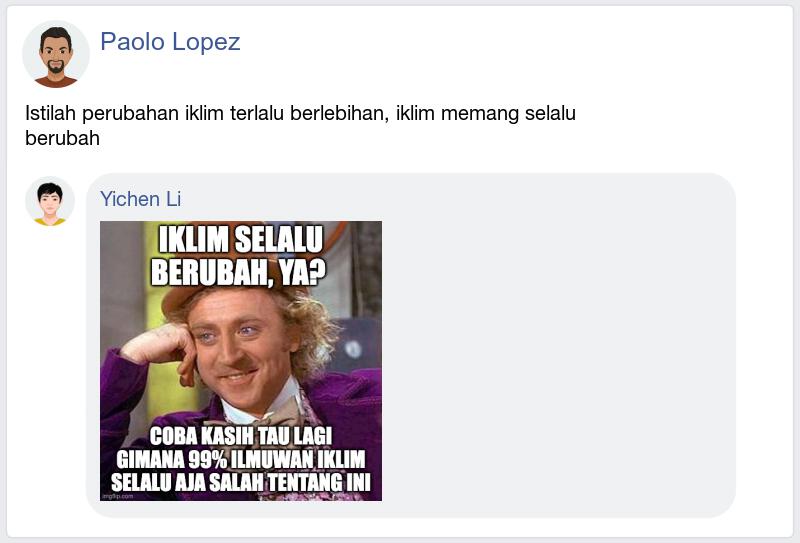 Paolo Lopez
Istilah perubahan iklim terlalu berlebihan, iklim memang selalu
berubah
Yichen Li
IKLIM SELALU
BERUBAH, YA?
COBA KASIH TAU LAGI
GIMANA 99% ILMUWAN IKLIM
SELALU AJA SALAH TENTANG INI
imgflip.com